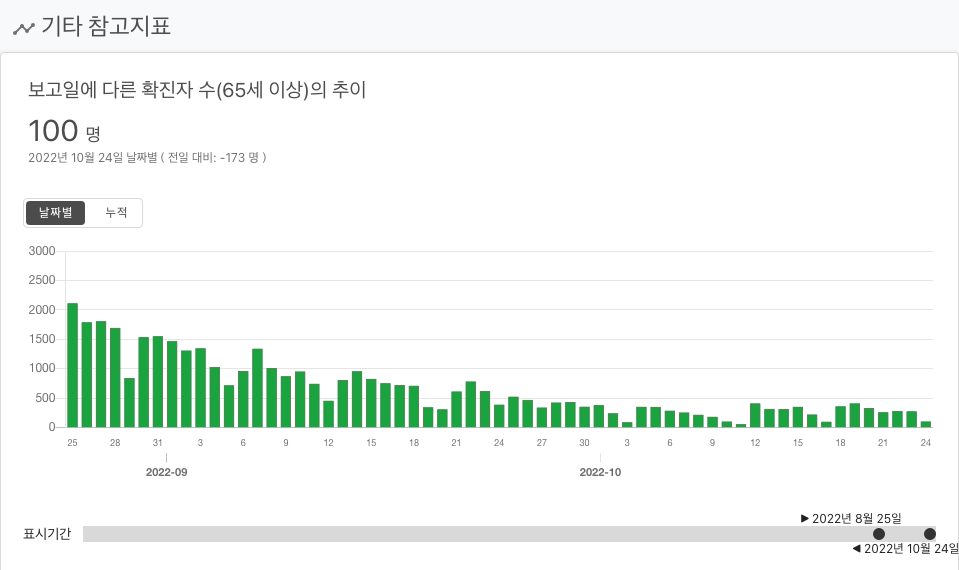 기타 참고지표
보고일에 다른 확진자 수(65세 이상)의 추이
100 명
2022년 10월 24일 날짜별 ( 전일 대비: -173 명 )
날짜별 누적
3000
2500
2000
1500
1000
500
0
25 28 31 3 6 9 12 15 18 21 24 27 30 3 6 9 12 15 18 21 24
2022-09 2022-10
▶ 2022년 8월 25일
표시기간
◀ 2022년 10월 24일